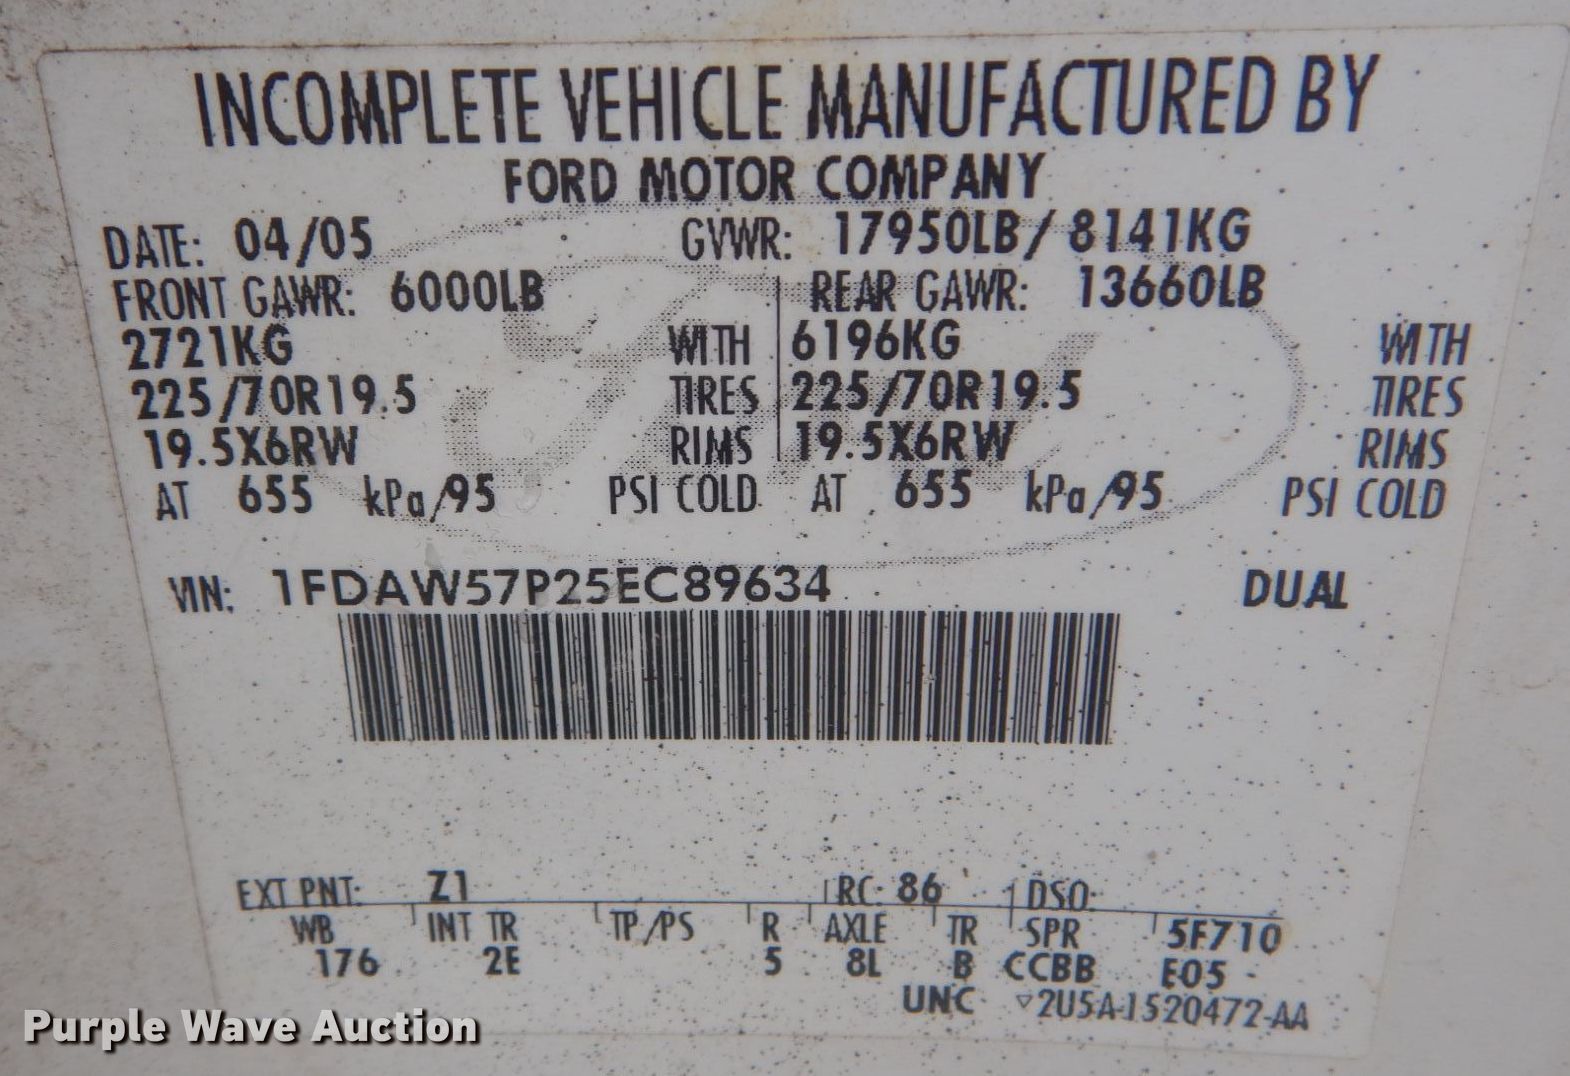 INCOMPLETE VEHICLE MANUFACTURED BY
FORD MOTOR COMPANY
DATE: 04/05 GVWR: 17950LB/8141KG
FRONT GAWR: 6000LB REAR GAWR: 13660LB
2721KG WITH 6196KG WITH
225/70R19.5 TIRES 225/70R19.5 TIRES
19.5X6RW RIMS 19.5X6RW RIMS
AT 655 kPa/95 PSI COLD AT 655 kPa/95 PSI COLD
VIN: 1FDAW57P25EC89634 DUAL
EXT PNT: Z1 RC: 86 DSO:
WB INT TR TP/PS R AXLE TR SPR 5F710
176 2E 5 8L B CCBB E05
UNC ▽2U5A-1520472-AA
Purple Wave Auction